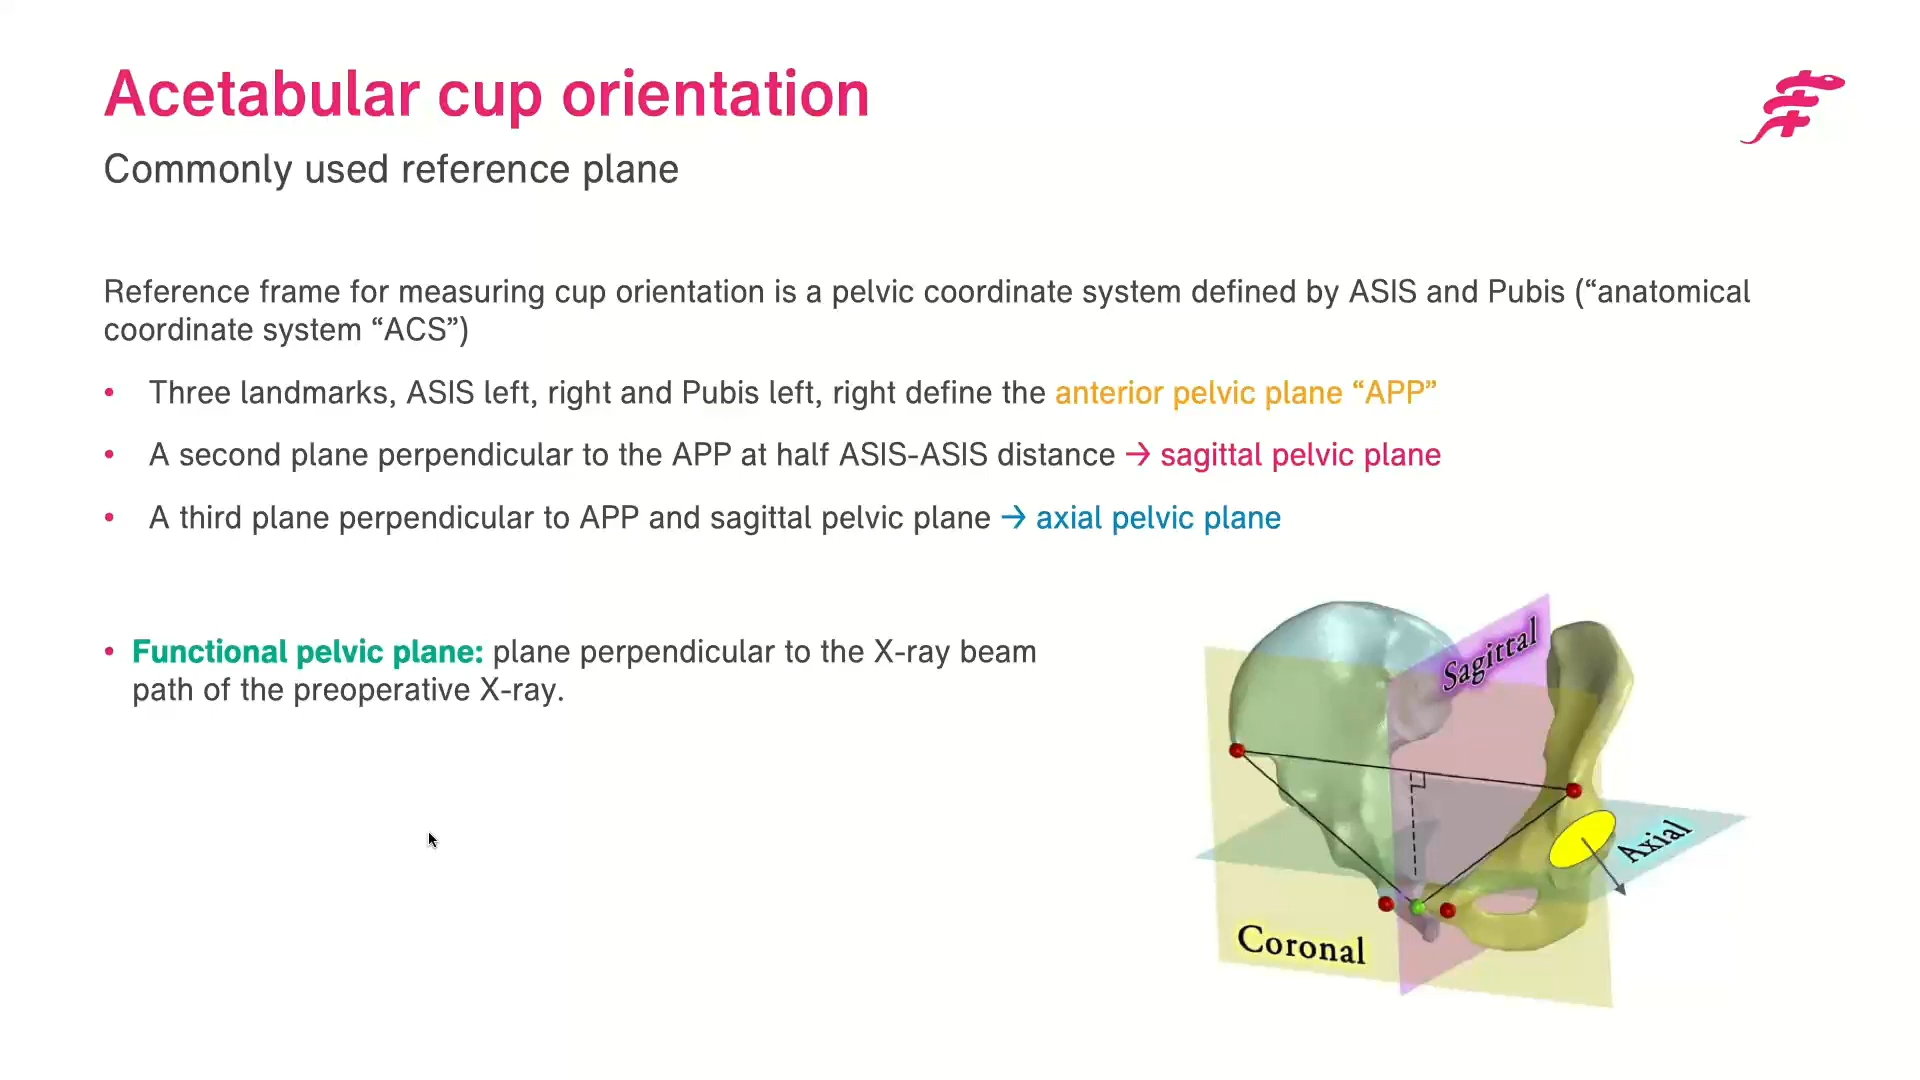 Acetabular cup orientation
Commonly used reference plane
Reference frame for measuring cup orientation is a pelvic coordinate system defined by ASIS and Pubis (“anatomical
coordinate system “ACS”)
• Three landmarks, ASIS left, right and Pubis left, right define the anterior pelvic plane “APP”
• A second plane perpendicular to the APP at half ASIS-ASIS distance → sagittal pelvic plane
• A third plane perpendicular to APP and sagittal pelvic plane → axial pelvic plane
• Functional pelvic plane: plane perpendicular to the X-ray beam
path of the preoperative X-ray.
Sagittal
Axial
Coronal